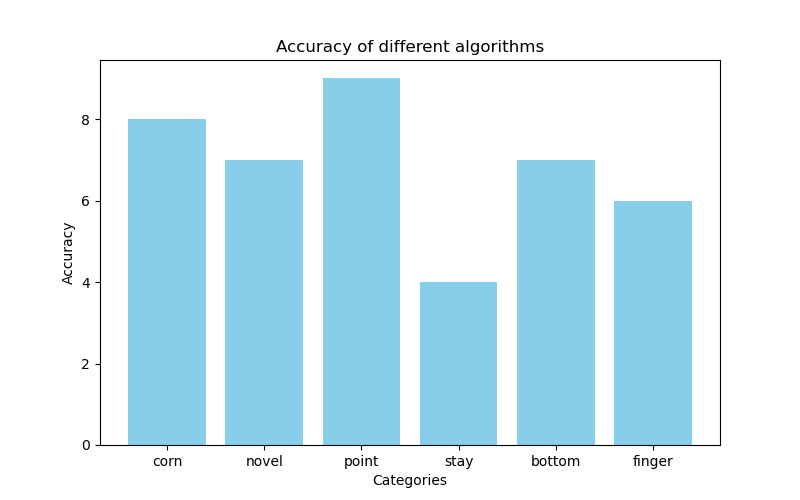 Accuracy of different algorithms
8
6
4
2
0
Accuracy
corn novel point stay bottom finger
Categories